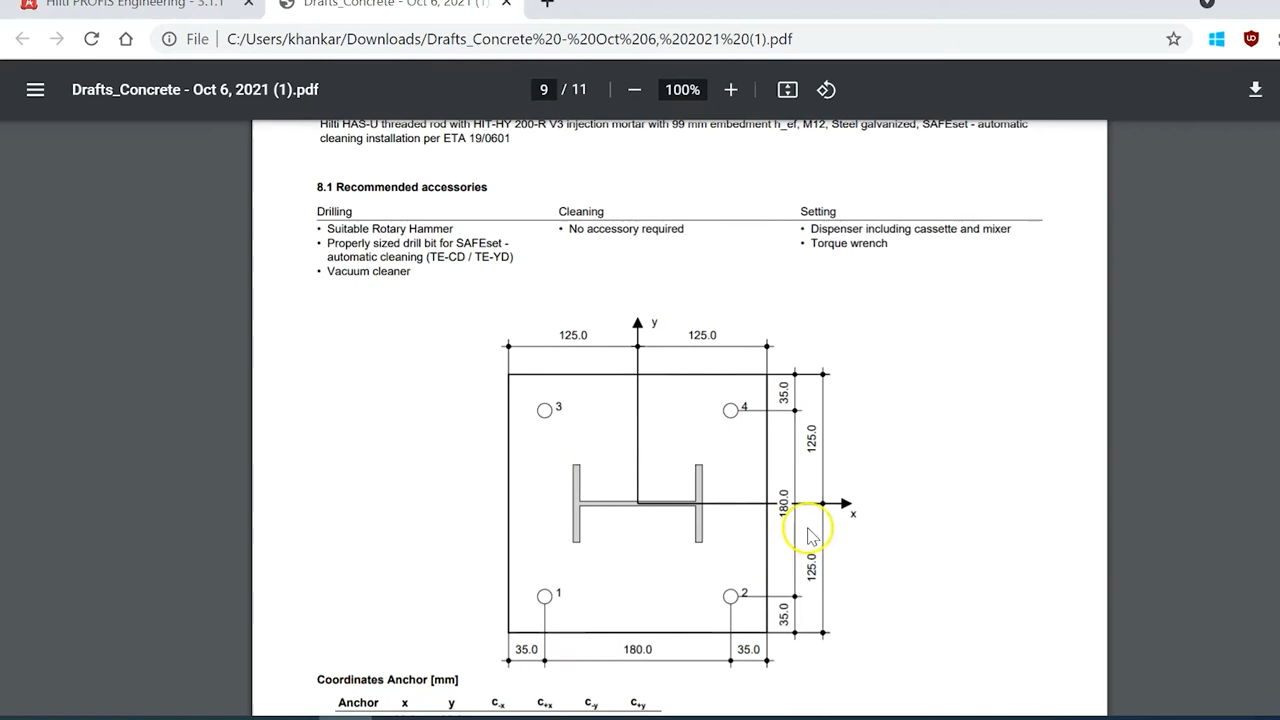 Hilti PROFIS Engineering - 3.1.1
Drafts_Concrete - Oct 6, 2021 (1).
File
C:/Users/khankar/Downloads/Drafts_Concrete%20-%20Oct%206,%202021%20(1).pdf
Drafts_Concrete - Oct 6, 2021 (1).pdf
9 / 11
100%
Hilti HAS-U threaded rod with HIT-HY 200-R V3 injection mortar with 99 mm embedment h_ef, M12, Steel galvanized, SAFEset - automatic
cleaning installation per ETA 19/0601
8.1 Recommended accessories
Drilling
• Suitable Rotary Hammer
• Properly sized drill bit for SAFEset -
automatic cleaning (TE-CD / TE-YD)
• Vacuum cleaner
Cleaning
• No accessory required
Setting
• Dispenser including cassette and mixer
• Torque wrench
y
125.0 125.0
3 4
35.0
125.0
180.0
x
125.0
1 2
35.0
35.0 180.0 35.0
Coordinates Anchor [mm]
Anchor x y c-x c+x c-y c+y